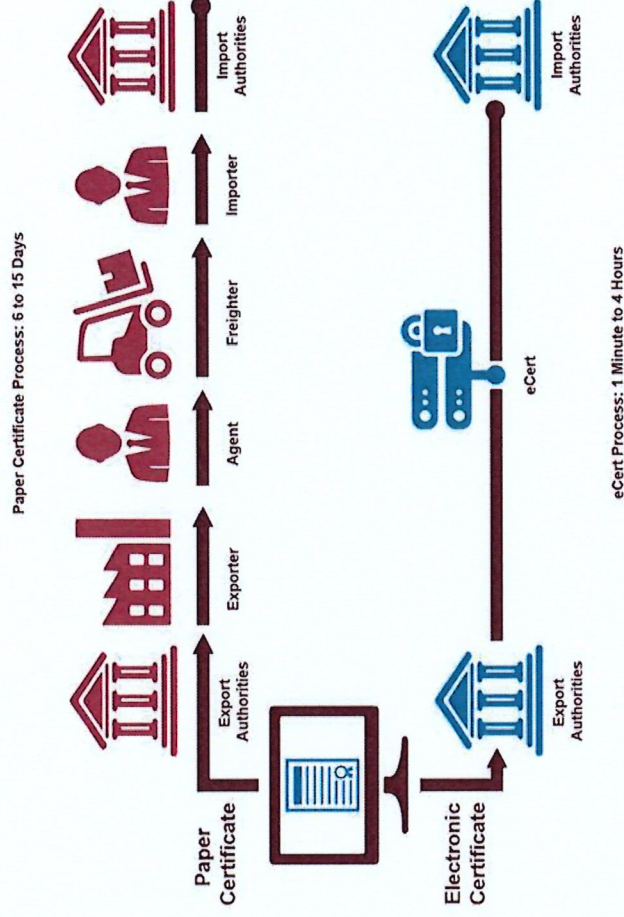 Paper Certificate Process: 6 to 15 Days
Paper
Certificate
Export
Authorities
Exporter
Agent
Freighter
Importer
Import
Authorities
Electronic
Certificate
Export
Authorities
eCert
Import
Authorities
eCert Process: 1 Minute to 4 Hours